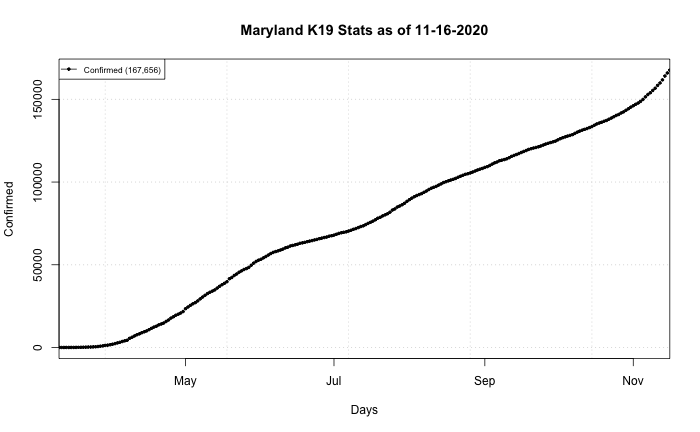 Maryland K19 Stats as of 11-16-2020
Confirmed (167,656)
150000
100000
50000
0
Confirmed
May Jul Sep Nov
Days